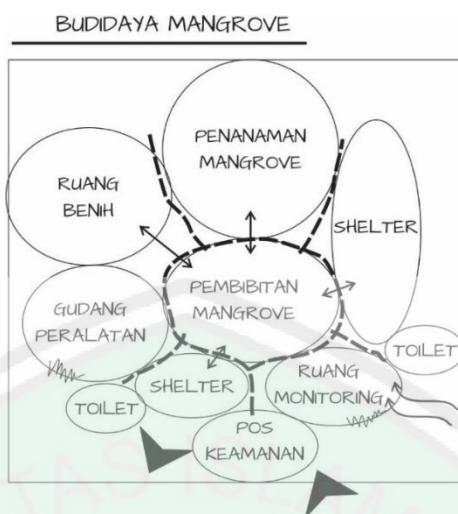 BUDIDAYA MANGROVE
PENANAMAN
MANGROVE
RUANG
BENIH
SHELTER
PEMBIBITAN
MANGROVE
GUDANG
PERALATAN
TOILET
SHELTER
RUANG
MONITORING
TOILET
POS
KEAMANAN